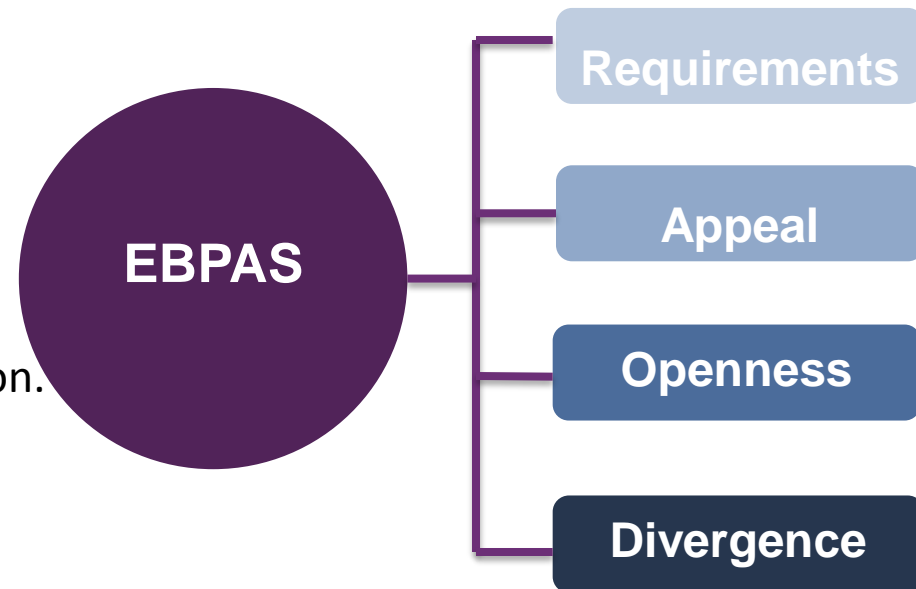 Requirements
Appeal
EBPAS
Openness
on.
Divergence